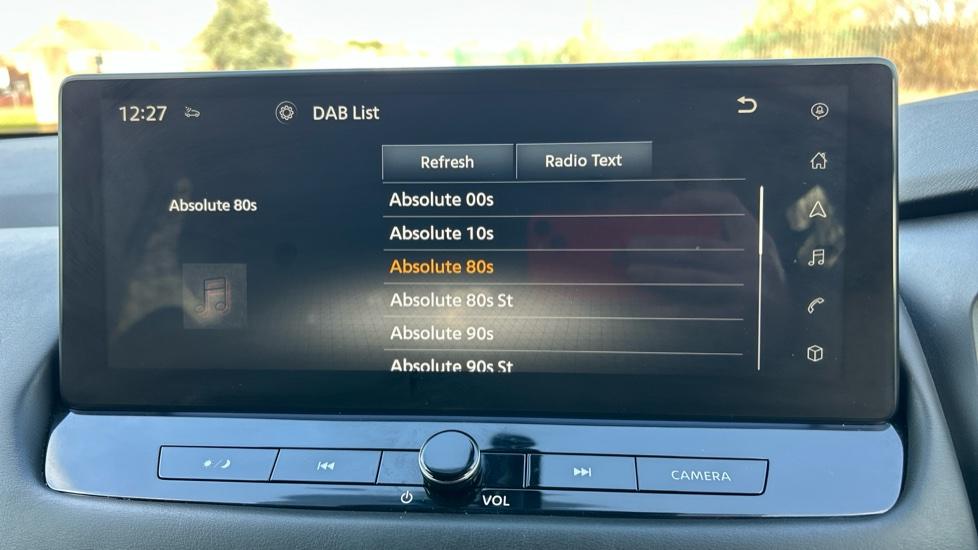 12:27
DAB List
Refresh
Radio Text
Absolute 80s
Absolute 00s
Absolute 10s
Absolute 80s
Absolute 80s St
Absolute 90s
Absolute 90s St
CAMERA
VOL